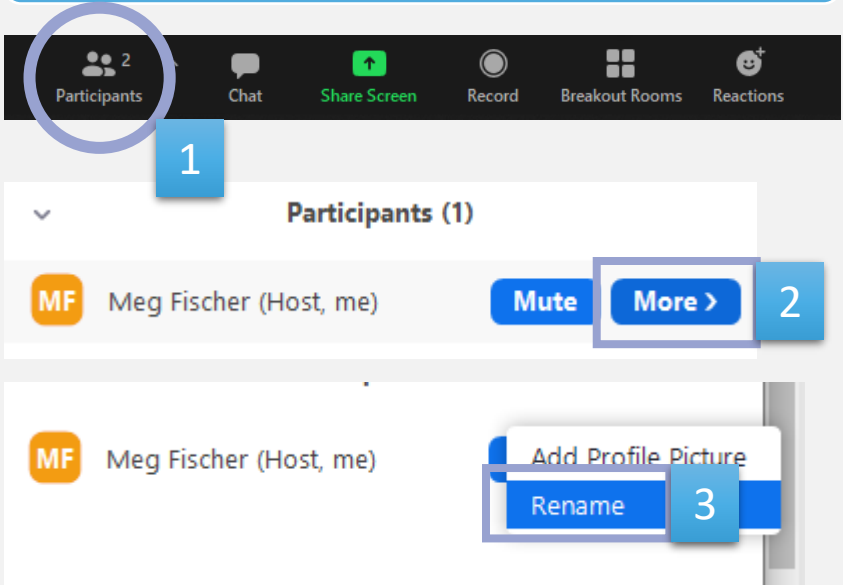 2
Participants Chat Share Screen Record Breakout Rooms Reactions
1
Participants (1)
MF Meg Fischer (Host, me) Mute More >
2
MF Meg Fischer (Host, me) Add Profile Picture
Rename
3